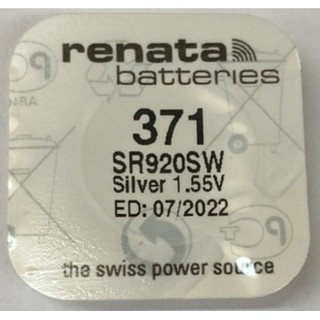 renata
batteries
371
SR920SW
Silver 1.55V
ED: 07/2022
the swiss power source